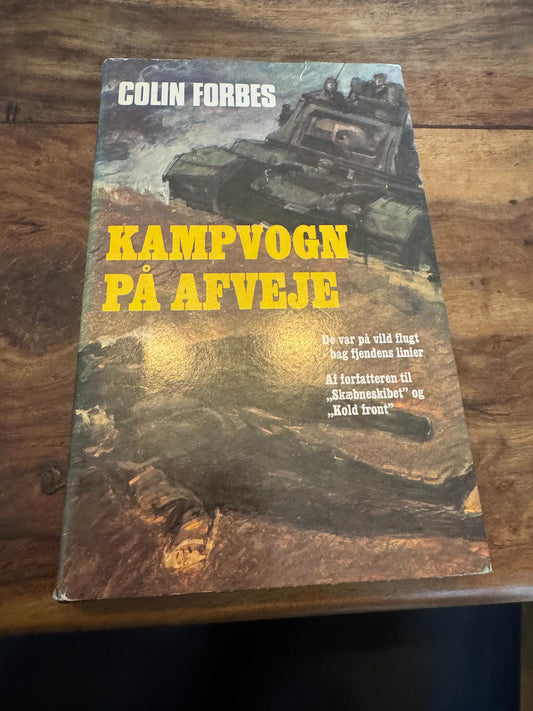 COLIN FORBES
KAMPVOGN
PÅ AFVEJE
De var på vild flugt
bag fjendens linier
Af forfatteren til
„Skæbneskibet” og
„Kold front”